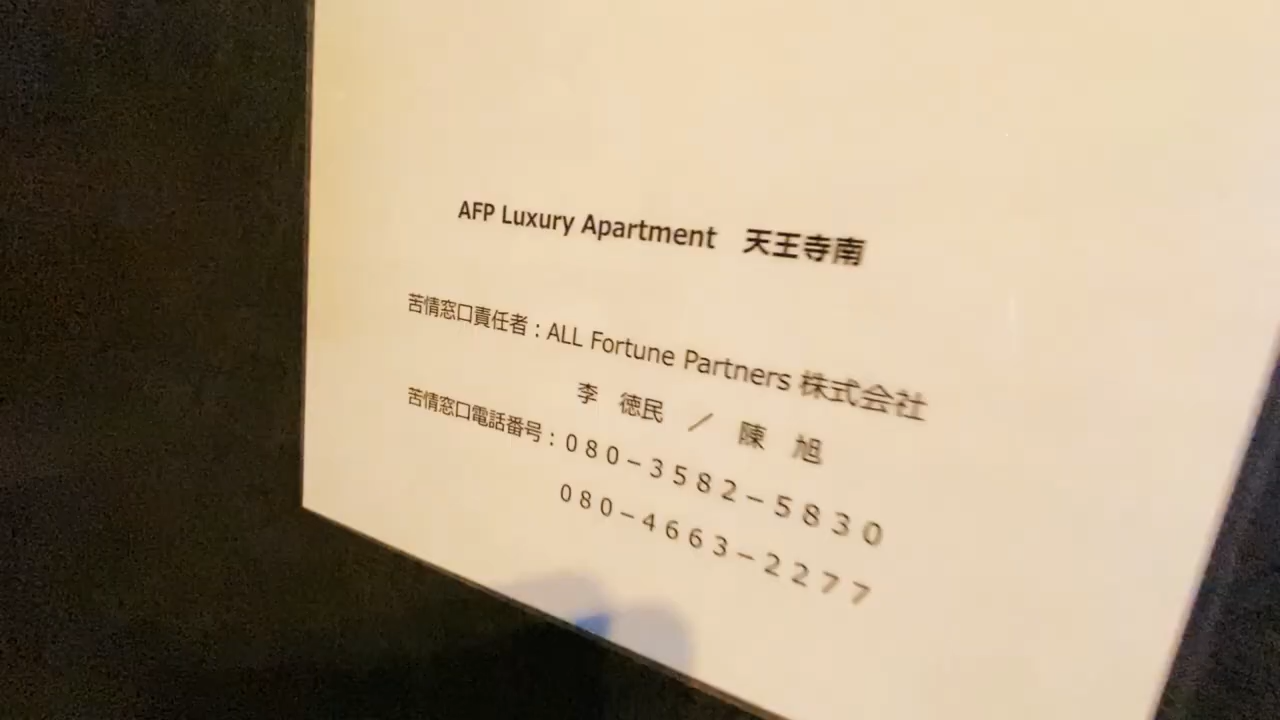 AFP Luxury Apartment　天王寺南
苦情窓口責任者：ALL Fortune Partners 株式会社
李　徳民　／　陳　旭
苦情窓口電話番号：０８０－３５８２－５８３０
０８０－４６６３－２２７７